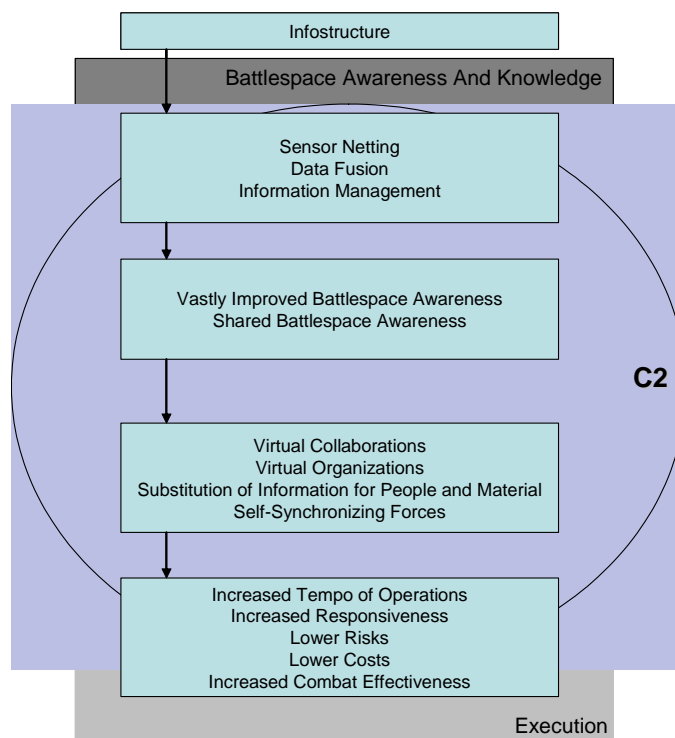 Infostructure
Battlespace Awareness And Knowledge
Sensor Netting
Data Fusion
Information Management
Vastly Improved Battlespace Awareness
Shared Battlespace Awareness
C2
Virtual Collaborations
Virtual Organizations
Substitution of Information for People and Material
Self-Synchronizing Forces
Increased Tempo of Operations
Increased Responsiveness
Lower Risks
Lower Costs
Increased Combat Effectiveness
Execution